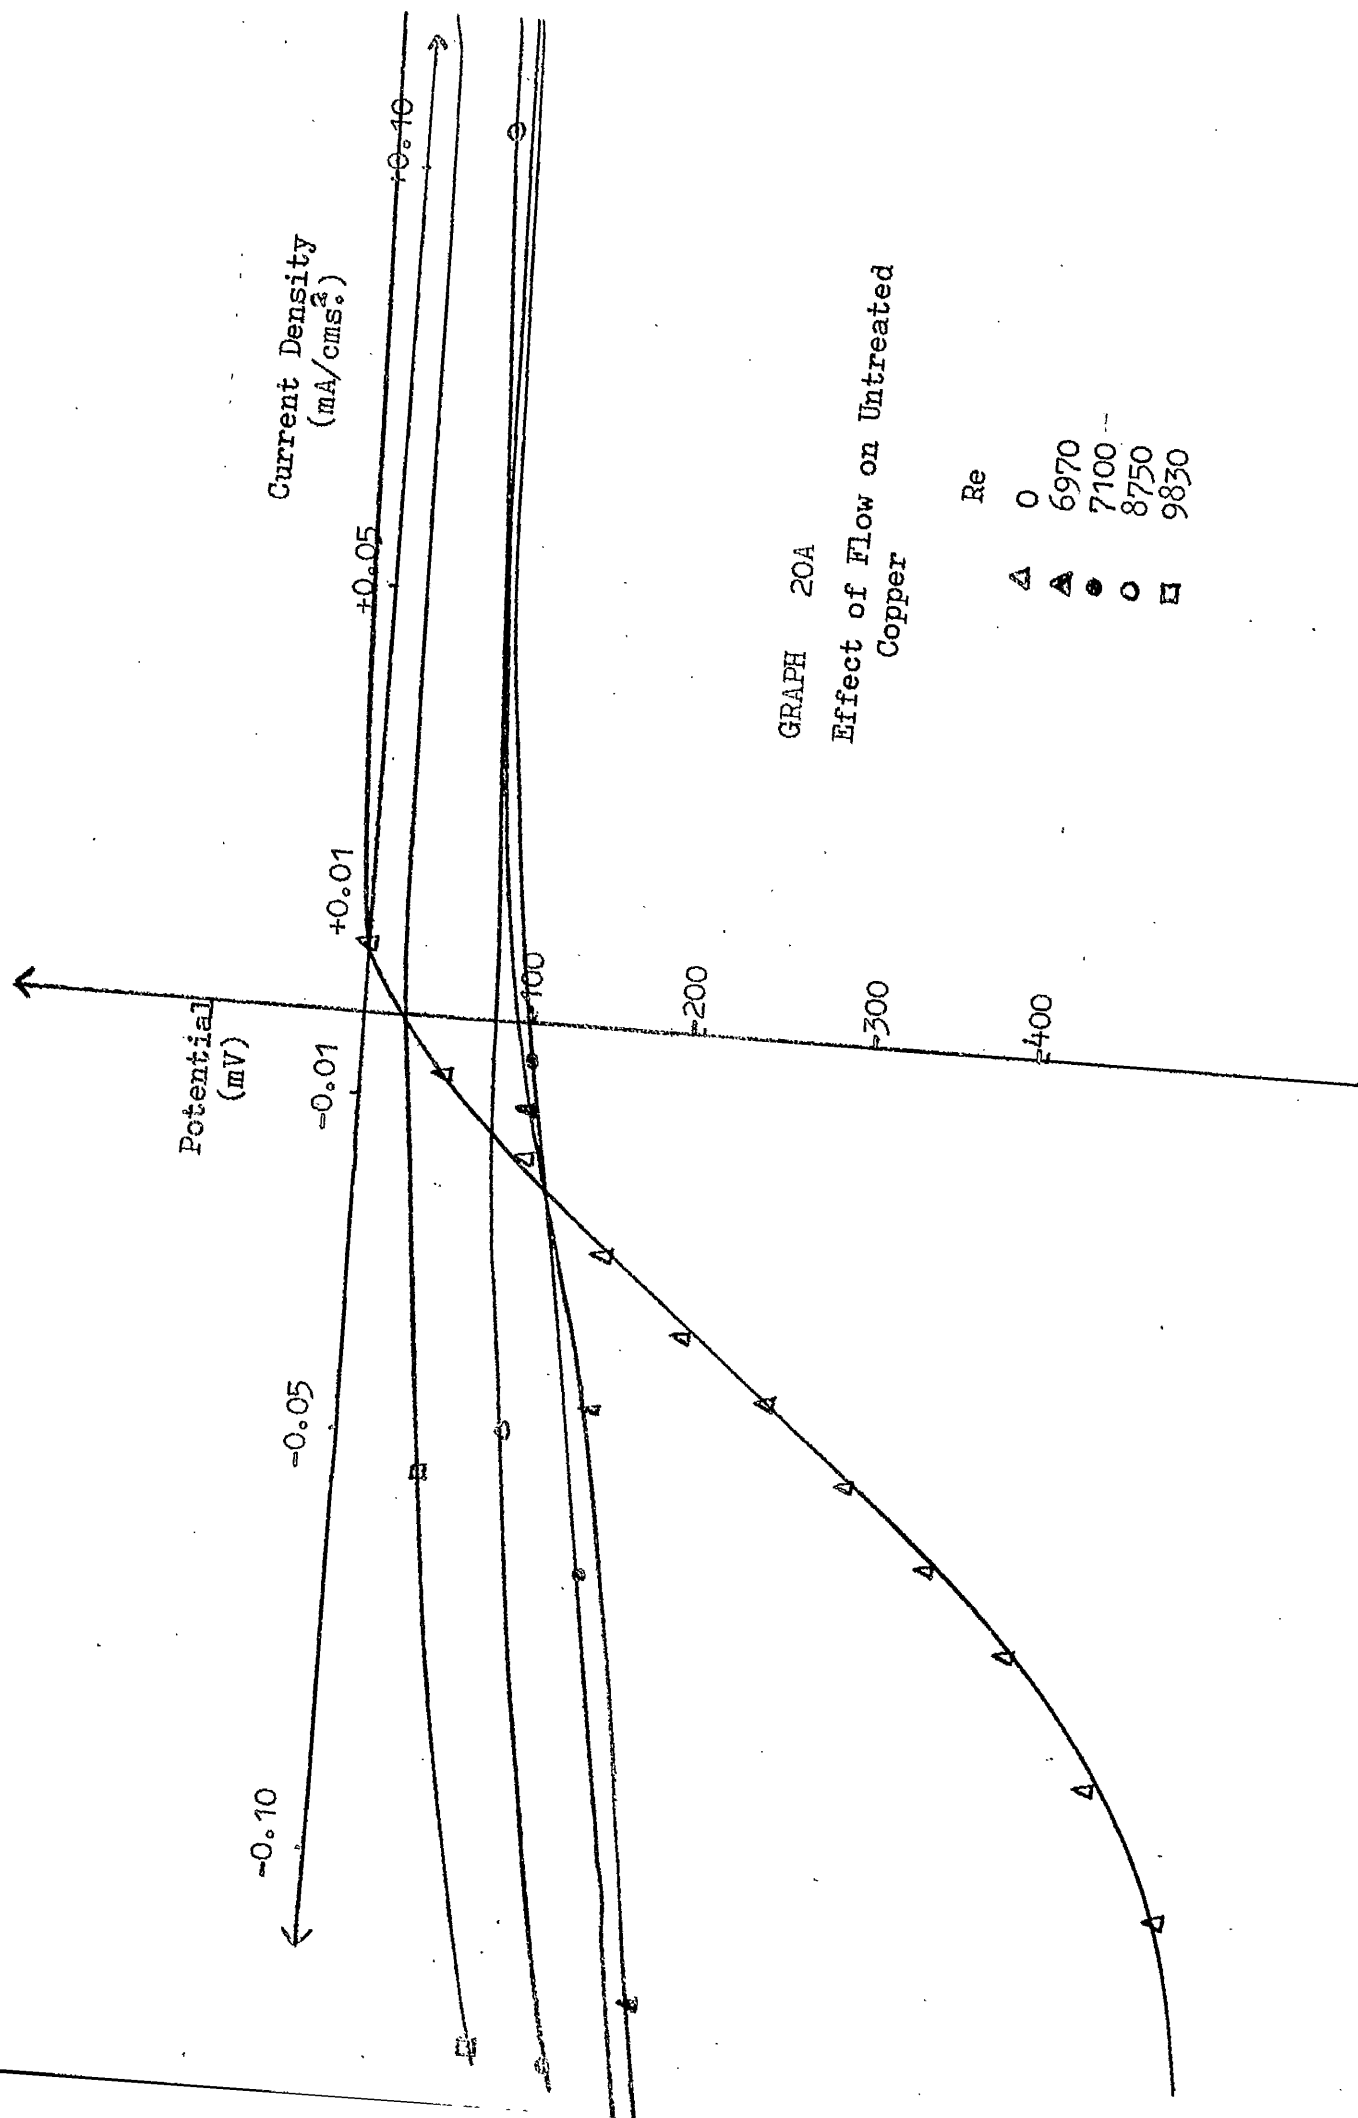 Potential
(mV)
Current Density
(mA/cms².)
-0.10
-0.05
-0.01
+0.01
+0.05
+0.10
-100
-200
-300
-400
GRAPH 20A
Effect of Flow on Untreated
Copper
Re
0
6970
7100
8750
9830